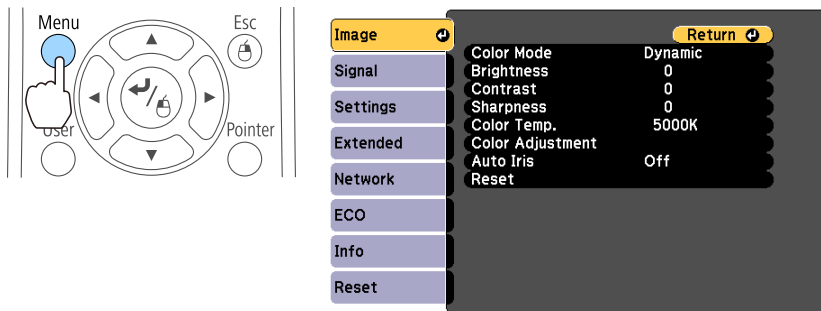 Menu
Esc
User
Pointer
Image
Signal
Settings
Extended
Network
ECO
Info
Reset
Return
Color Mode Dynamic
Brightness 0
Contrast 0
Sharpness 0
Color Temp. 5000K
Color Adjustment
Auto Iris Off
Reset